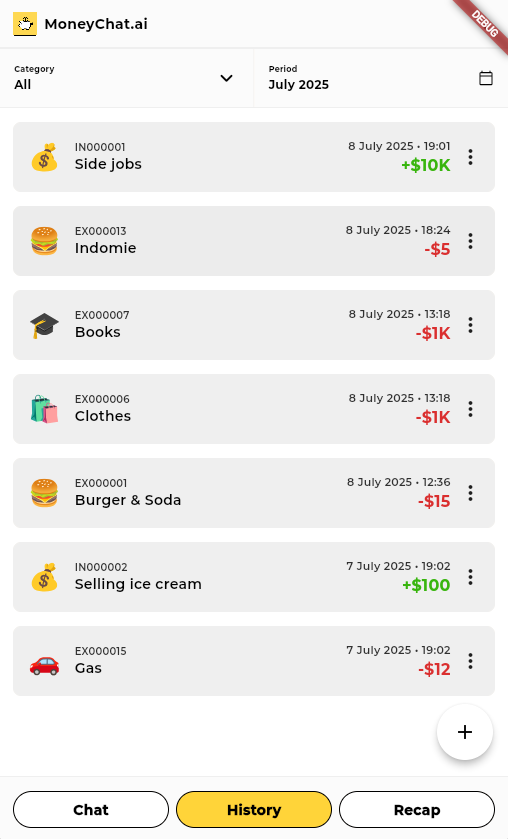 MoneyChat.ai
DEBUG
Category
All
Period
July 2025
IN000001
Side jobs
8 July 2025 • 19:01
+$10K
EX000013
Indomie
8 July 2025 • 18:24
-$5
EX000007
Books
8 July 2025 • 13:18
-$1K
EX000006
Clothes
8 July 2025 • 13:18
-$1K
EX000001
Burger & Soda
8 July 2025 • 12:36
-$15
IN000002
Selling ice cream
7 July 2025 • 19:02
+$100
EX000015
Gas
7 July 2025 • 19:02
-$12
Chat
History
Recap